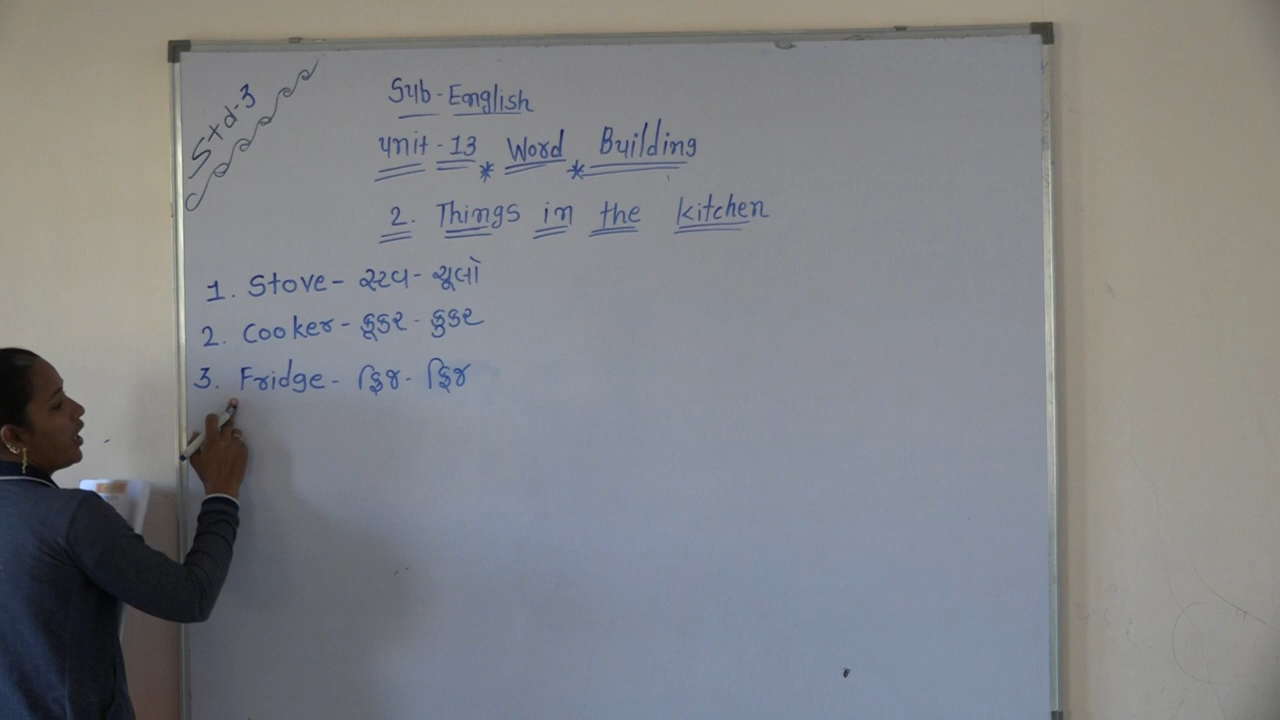 Std-3
Sub-English
Unit-13 * Word * Building
2. Things in the kitchen
1. Stove - સ્ટવ - ચૂલો
2. Cooker - કૂકર - કુકર
3. Fridge - ફ્રિજ - ફ્રિજ